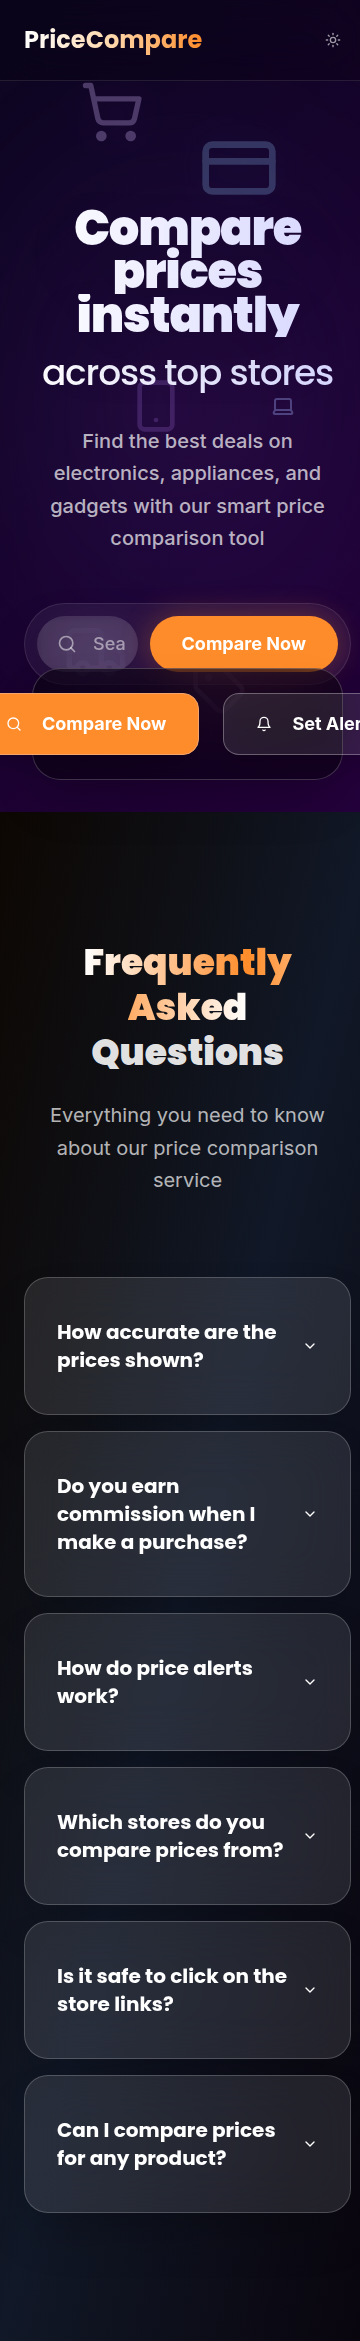 PriceCompare
Compare
prices
instantly
across top stores
Find the best deals on
electronics, appliances, and
gadgets with our smart price
comparison tool
Sea
Compare Now
Compare Now
Set Aler
Frequently
Asked
Questions
Everything you need to know
about our price comparison
service
How accurate are the
prices shown?
Do you earn
commission when I
make a purchase?
How do price alerts
work?
Which stores do you
compare prices from?
Is it safe to click on the
store links?
Can I compare prices
for any product?